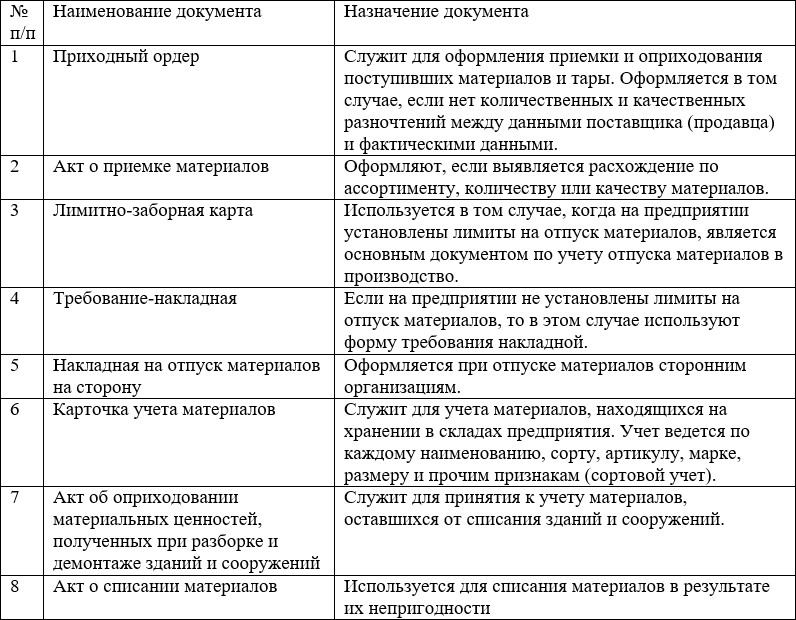 №
п/п
Наименование документа
Назначение документа
1
Приходный ордер
Служит для оформления приемки и оприходования
поступивших материалов и тары. Оформляется в том
случае, если нет количественных и качественных
разночтений между данными поставщика (продавца)
и фактическими данными.
2
Акт о приемке материалов
Оформляют, если выявляется расхождение по
ассортименту, количеству или качеству материалов.
3
Лимитно-заборная карта
Используется в том случае, когда на предприятии
установлены лимиты на отпуск материалов, является
основным документом по учету отпуска материалов в
производство.
4
Требование-накладная
Если на предприятии не установлены лимиты на
отпуск материалов, то в этом случае используют
форму требования накладной.
5
Накладная на отпуск материалов
на сторону
Оформляется при отпуске материалов сторонним
организациям.
6
Карточка учета материалов
Служит для учета материалов, находящихся на
хранении в складах предприятия. Учет ведется по
каждому наименованию, сорту, артикулу, марке,
размеру и прочим признакам (сортовой учет).
7
Акт об оприходовании
материальных ценностей,
полученных при разборке и
демонтаже зданий и сооружений
Служит для принятия к учету материалов,
оставшихся от списания зданий и сооружений.
8
Акт о списании материалов
Используется для списания материалов в результате
их непригодности